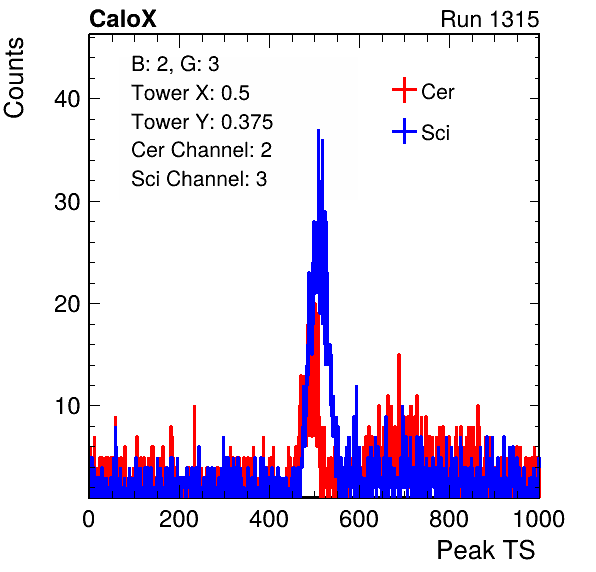 CaloX Run 1315
Counts
B: 2, G: 3
Tower X: 0.5
Tower Y: 0.375
Cer Channel: 2
Sci Channel: 3
Cer
Sci
40
30
20
10
0 200 400 600 800 1000
Peak TS